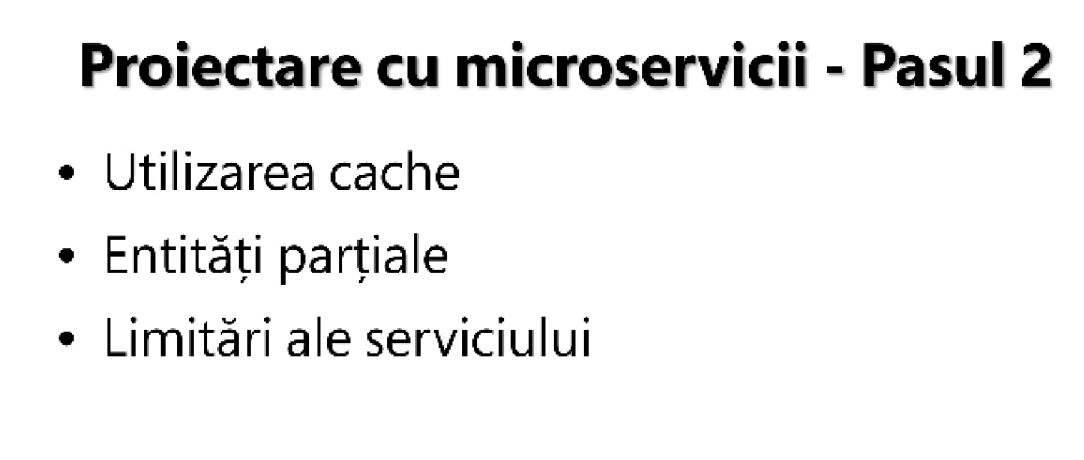 Proiectare cu microservicii - Pasul 2
• Utilizarea cache
• Entități parțiale
• Limitări ale serviciului